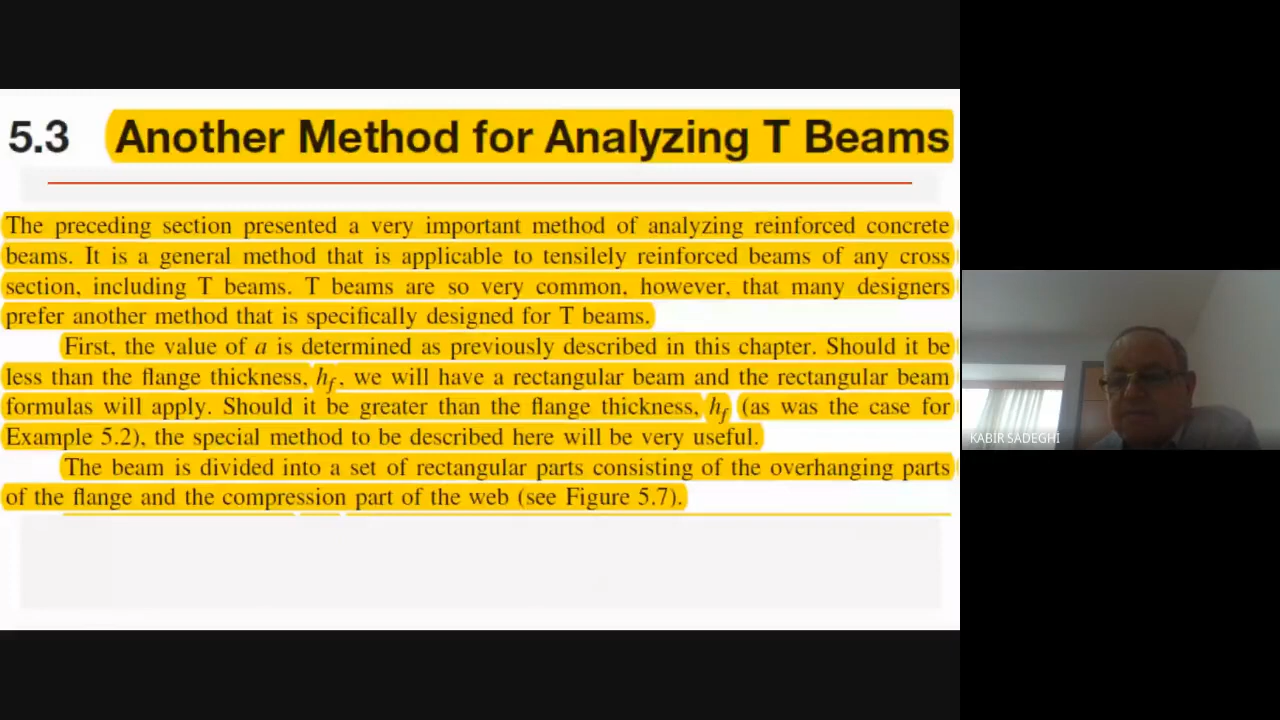 5.3 Another Method for Analyzing T Beams
The preceding section presented a very important method of analyzing reinforced concrete
beams. It is a general method that is applicable to tensilely reinforced beams of any cross
section, including T beams. T beams are so very common, however, that many designers
prefer another method that is specifically designed for T beams.
First, the value of a is determined as previously described in this chapter. Should it be
less than the flange thickness, hf, we will have a rectangular beam and the rectangular beam
formulas will apply. Should it be greater than the flange thickness, hf (as was the case for
Example 5.2), the special method to be described here will be very useful.
The beam is divided into a set of rectangular parts consisting of the overhanging parts
of the flange and the compression part of the web (see Figure 5.7).
KABIR SADEGHI